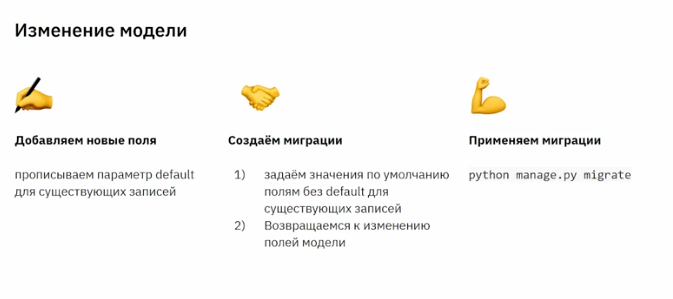 Изменение модели
Добавляем новые поля
прописываем параметр default
для существующих записей
Создаём миграции
1) задаём значения по умолчанию
полям без default для
существующих записей
2) Возвращаемся к изменению
полей модели
Применяем миграции
python manage.py migrate